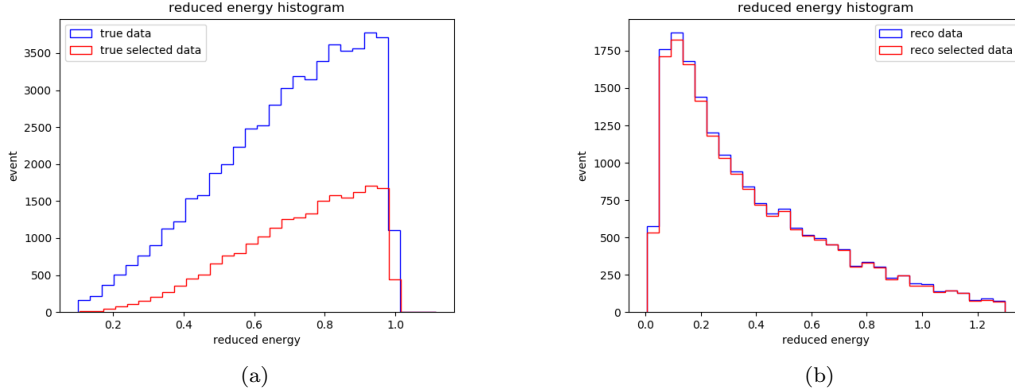 reduced energy histogram
true data
true selected data
3500
3000
2500
2000
1500
1000
500
0
event
0.2 0.4 0.6 0.8 1.0
reduced energy
(a)
reduced energy histogram
reco data
reco selected data
1750
1500
1250
1000
750
500
250
0
event
0.0 0.2 0.4 0.6 0.8 1.0 1.2
reduced energy
(b)